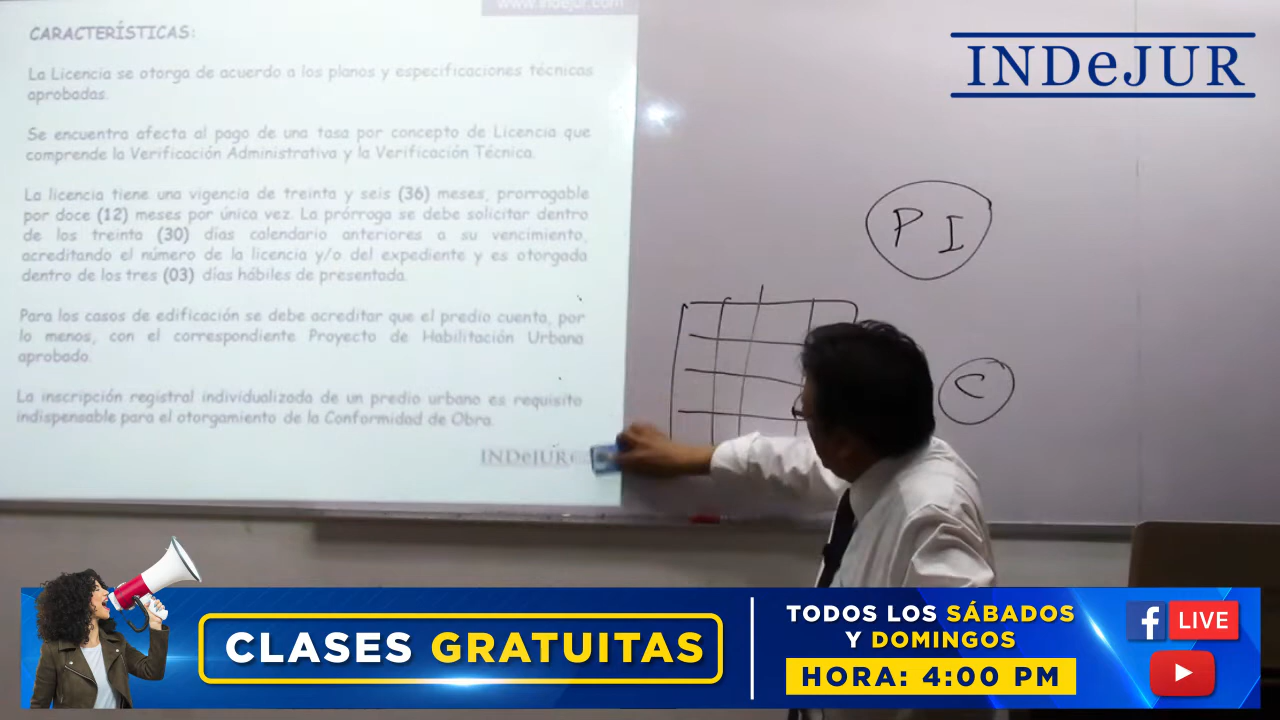 www.indejur.com
INDeJUR
CARACTERÍSTICAS:
La Licencia se otorga de acuerdo a los planos y especificaciones técnicas
aprobadas.
Se encuentra afecta al pago de una tasa por concepto de Licencia que
comprende la Verificación Administrativa y la Verificación Técnica.
La licencia tiene una vigencia de treinta y seis (36) meses, prorrogable
por doce (12) meses por única vez. La prórroga se debe solicitar dentro
de los treinta (30) días calendario anteriores a su vencimiento,
acreditando el número de la licencia y/o del expediente y es otorgada
dentro de los tres (03) días hábiles de presentada.
Para los casos de edificación se debe acreditar que el predio cuenta, por
lo menos, con el correspondiente Proyecto de Habilitación Urbana
aprobado.
La inscripción registral individualizada de un predio urbano es requisito
indispensable para el otorgamiento de la Conformidad de Obra.
INDeJUR
P I
C
CLASES GRATUITAS
TODOS LOS SÁBADOS
Y DOMINGOS
HORA: 4:00 PM
f LIVE